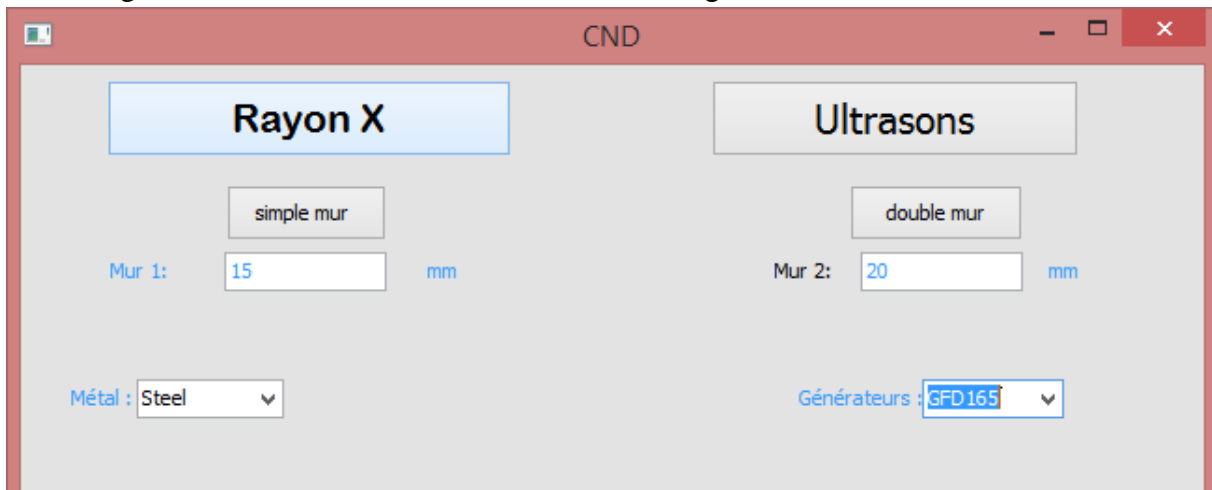 CND
Rayon X Ultrasons
simple mur double mur
Mur 1: 15 mm Mur 2: 20 mm
Métal : Steel Générateurs : GFD165